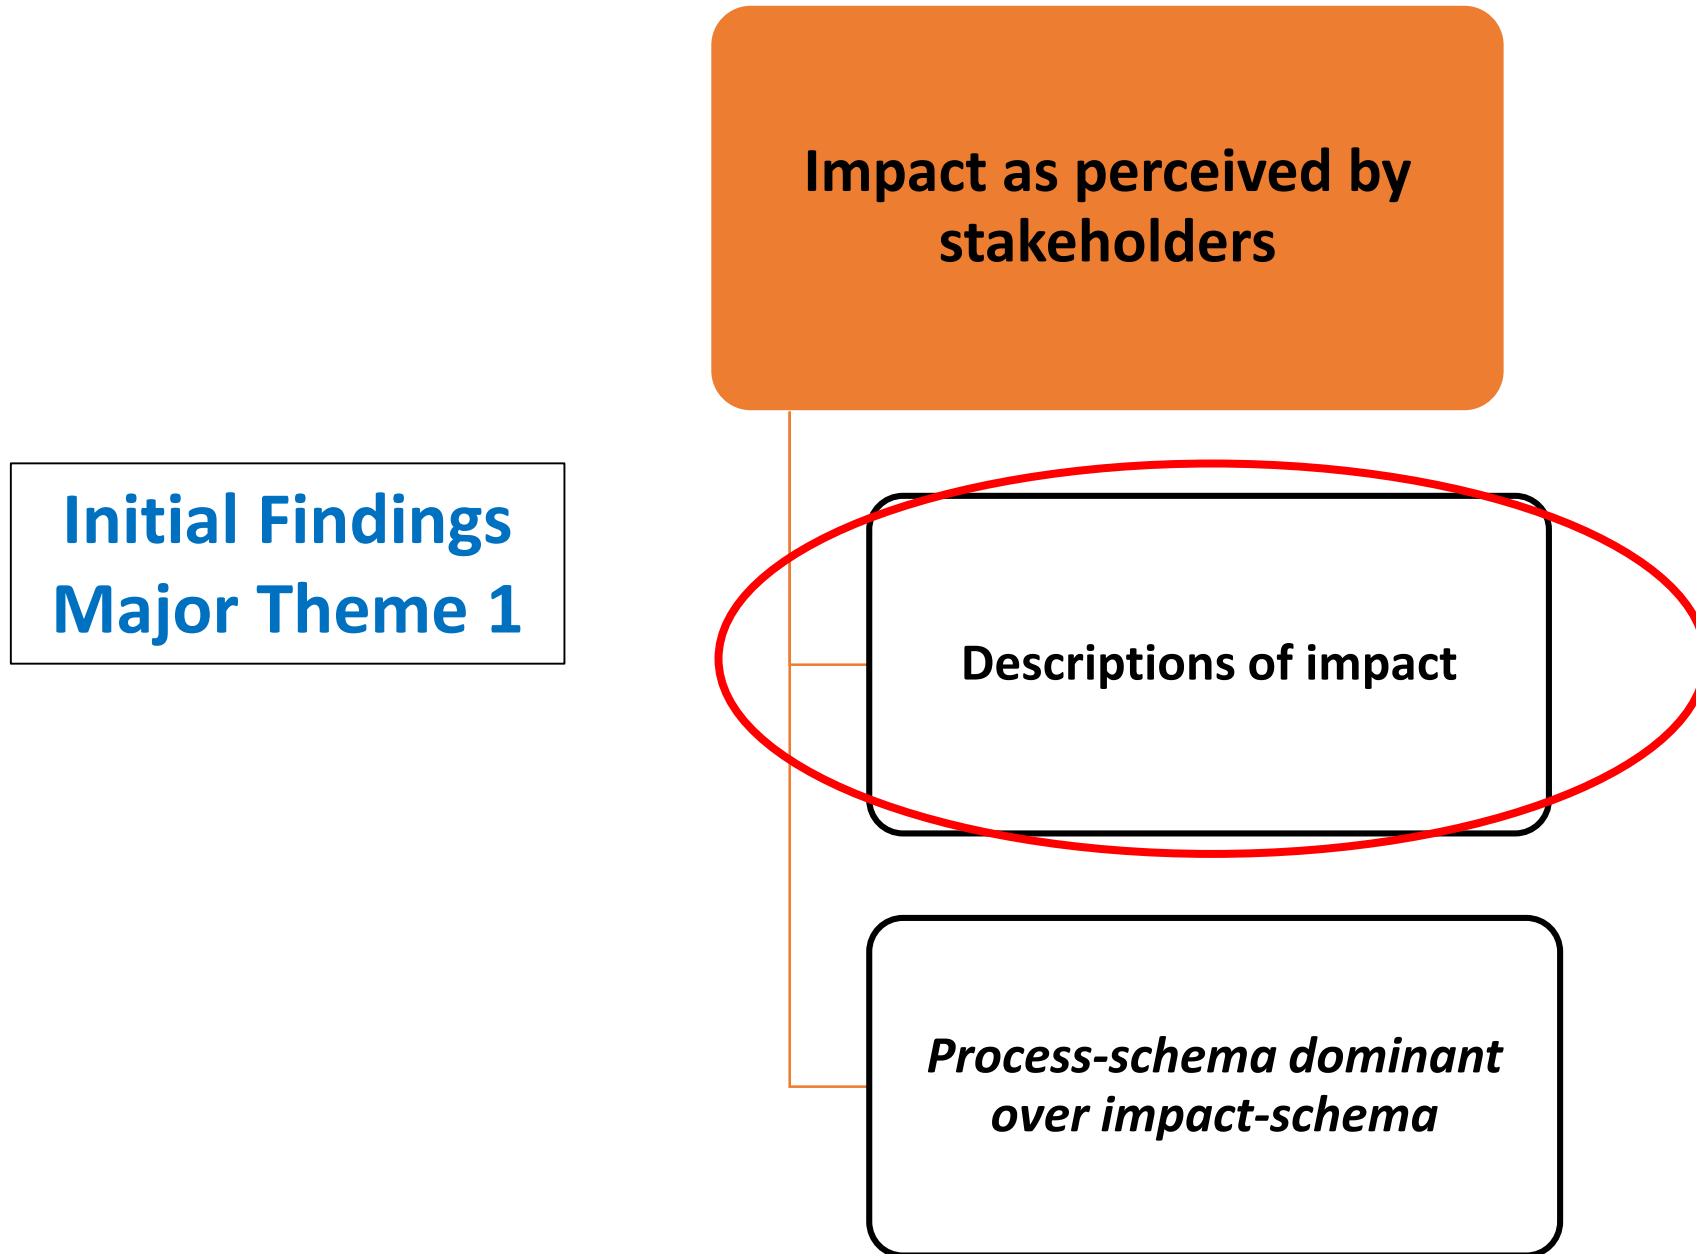 Impact as perceived by
stakeholders
Initial Findings
Major Theme 1
Descriptions of impact
Process-schema dominant
over impact-schema